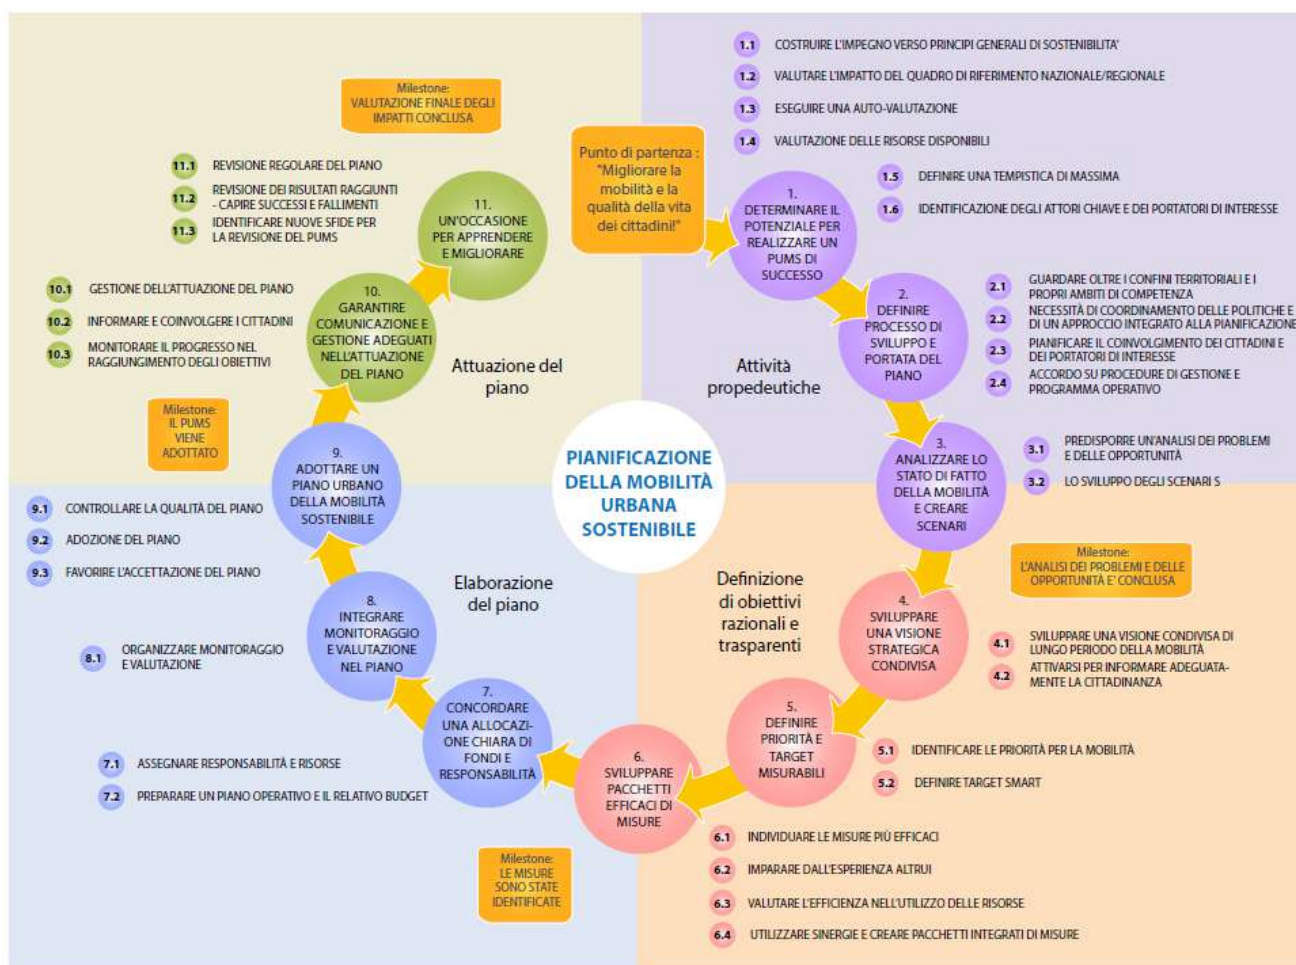 1.1 COSTRUIRE L'IMPEGNO VERSO PRINCIPI GENERALI DI SOSTENIBILITA'
1.2 VALUTARE L'IMPATTO DEL QUADRO DI RIFERIMENTO NAZIONALE/REGIONALE
1.3 ESEGUIRE UNA AUTO-VALUTAZIONE
1.4 VALUTAZIONE DELLE RISORSE DISPONIBILI
1.5 DEFINIRE UNA TEMPISTICA DI MASSIMA
1.6 IDENTIFICAZIONE DEGLI ATTORI CHIAVE E DEI PORTATORI DI INTERESSE
Punto di partenza :
"Migliorare la
mobilità e la
qualità della vita
dei cittadini!"
1.
DETERMINARE IL
POTENZIALE PER
REALIZZARE UN
PUMS DI
SUCCESSO
2.
DEFINIRE
PROCESSO DI
SVILUPPO E
PORTATA DEL
PIANO
2.1 GUARDARE OLTRE I CONFINI TERRITORIALI E I
PROPRI AMBITI DI COMPETENZA
2.2 NECESSITÀ DI COORDINAMENTO DELLE POLITICHE E
DI UN APPROCCIO INTEGRATO ALLA PIANIFICAZIONE
2.3 PIANIFICARE IL COINVOLGIMENTO DEI CITTADINI E
DEI PORTATORI DI INTERESSE
2.4 ACCORDO SU PROCEDURE DI GESTIONE E
PROGRAMMA OPERATIVO
Attività
propedeutiche
3.
ANALIZZARE LO
STATO DI FATTO
DELLA MOBILITÀ
E CREARE
SCENARI
3.1 PREDISPORRE UN'ANALISI DEI PROBLEMI
E DELLE OPPORTUNITÀ
3.2 LO SVILUPPO DEGLI SCENARI S
Milestone:
L'ANALISI DEI PROBLEMI E DELLE
OPPORTUNITÀ E' CONCLUSA
PIANIFICAZIONE
DELLA MOBILITÀ
URBANA
SOSTENIBILE
Definizione
di obiettivi
razionali e
trasparenti
4.
SVILUPPARE
UNA VISIONE
STRATEGICA
CONDIVISA
4.1 SVILUPPARE UNA VISIONE CONDIVISA DI
LUNGO PERIODO DELLA MOBILITÀ
4.2 ATTIVARSI PER INFORMARE ADEGUATA-
MENTE LA CITTADINANZA
5.
DEFINIRE
PRIORITÀ E
TARGET
MISURABILI
5.1 IDENTIFICARE LE PRIORITÀ PER LA MOBILITÀ
5.2 DEFINIRE TARGET SMART
6.
SVILUPPARE
PACCHETTI
EFFICACI DI
MISURE
6.1 INDIVIDUARE LE MISURE PIÙ EFFICACI
6.2 IMPARARE DALL'ESPERIENZA ALTRUI
6.3 VALUTARE L'EFFICIENZA NELL'UTILIZZO DELLE RISORSE
6.4 UTILIZZARE SINERGIE E CREARE PACCHETTI INTEGRATI DI MISURE
Milestone:
LE MISURE
SONO STATE
IDENTIFICATE
7.
CONCORDARE
UNA ALLOCAZI-
ONE CHIARA DI
FONDI E
RESPONSABILITÀ
7.1 ASSEGNARE RESPONSABILITÀ E RISORSE
7.2 PREPARARE UN PIANO OPERATIVO E IL RELATIVO BUDGET
Elaborazione
del piano
8.
INTEGRARE
MONITORAGGIO
E VALUTAZIONE
NEL PIANO
8.1 ORGANIZZARE MONITORAGGIO
E VALUTAZIONE
9.
ADOTTARE UN
PIANO URBANO
DELLA MOBILITÀ
SOSTENIBILE
9.1 CONTROLLARE LA QUALITÀ DEL PIANO
9.2 ADOZIONE DEL PIANO
9.3 FAVORIRE L'ACCETTAZIONE DEL PIANO
Milestone:
IL PUMS
VIENE
ADOTTATO
Attuazione del
piano
10.
GARANTIRE
COMUNICAZIONE E
GESTIONE ADEGUATI
NELL'ATTUAZIONE
DEL PIANO
10.1 GESTIONE DELL'ATTUAZIONE DEL PIANO
10.2 INFORMARE E COINVOLGERE I CITTADINI
10.3 MONITORARE IL PROGRESSO NEL
RAGGIUNGIMENTO DEGLI OBIETTIVI
11.
UN'OCCASIONE
PER APPRENDERE
E MIGLIORARE
11.1 REVISIONE REGOLARE DEL PIANO
11.2 REVISIONE DEI RISULTATI RAGGIUNTI
- CAPIRE SUCCESSI E FALLIMENTI
11.3 IDENTIFICARE NUOVE SFIDE PER
LA REVISIONE DEL PUMS
Milestone:
VALUTAZIONE FINALE DEGLI
IMPATTI CONCLUSA